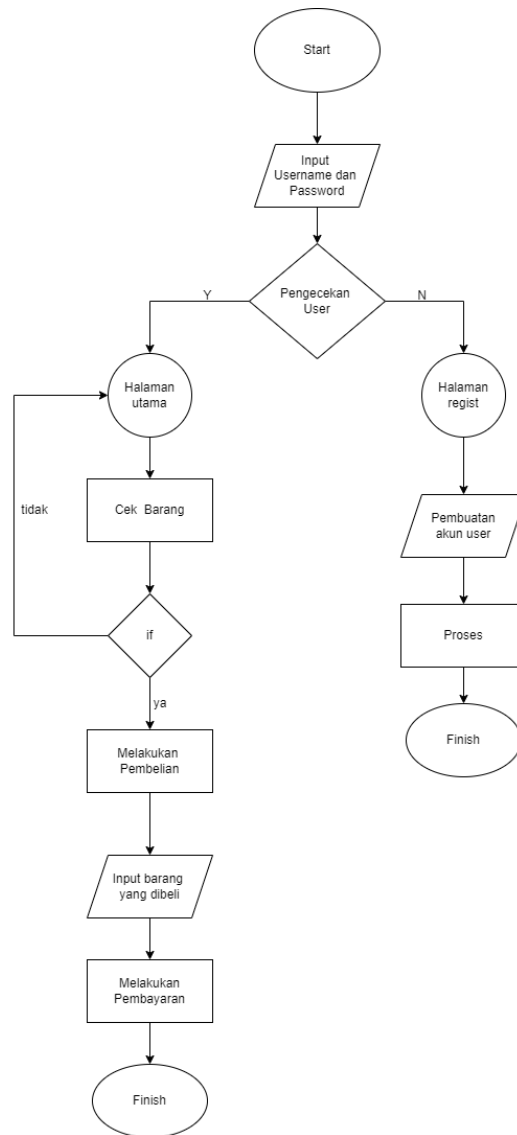 Start
Input
Username dan
Password
Pengecekan
User
Y
N
Halaman
utama
Halaman
regist
tidak
Cek Barang
Pembuatan
akun user
if
Proses
ya
Melakukan
Pembelian
Finish
Input barang
yang dibeli
Melakukan
Pembayaran
Finish